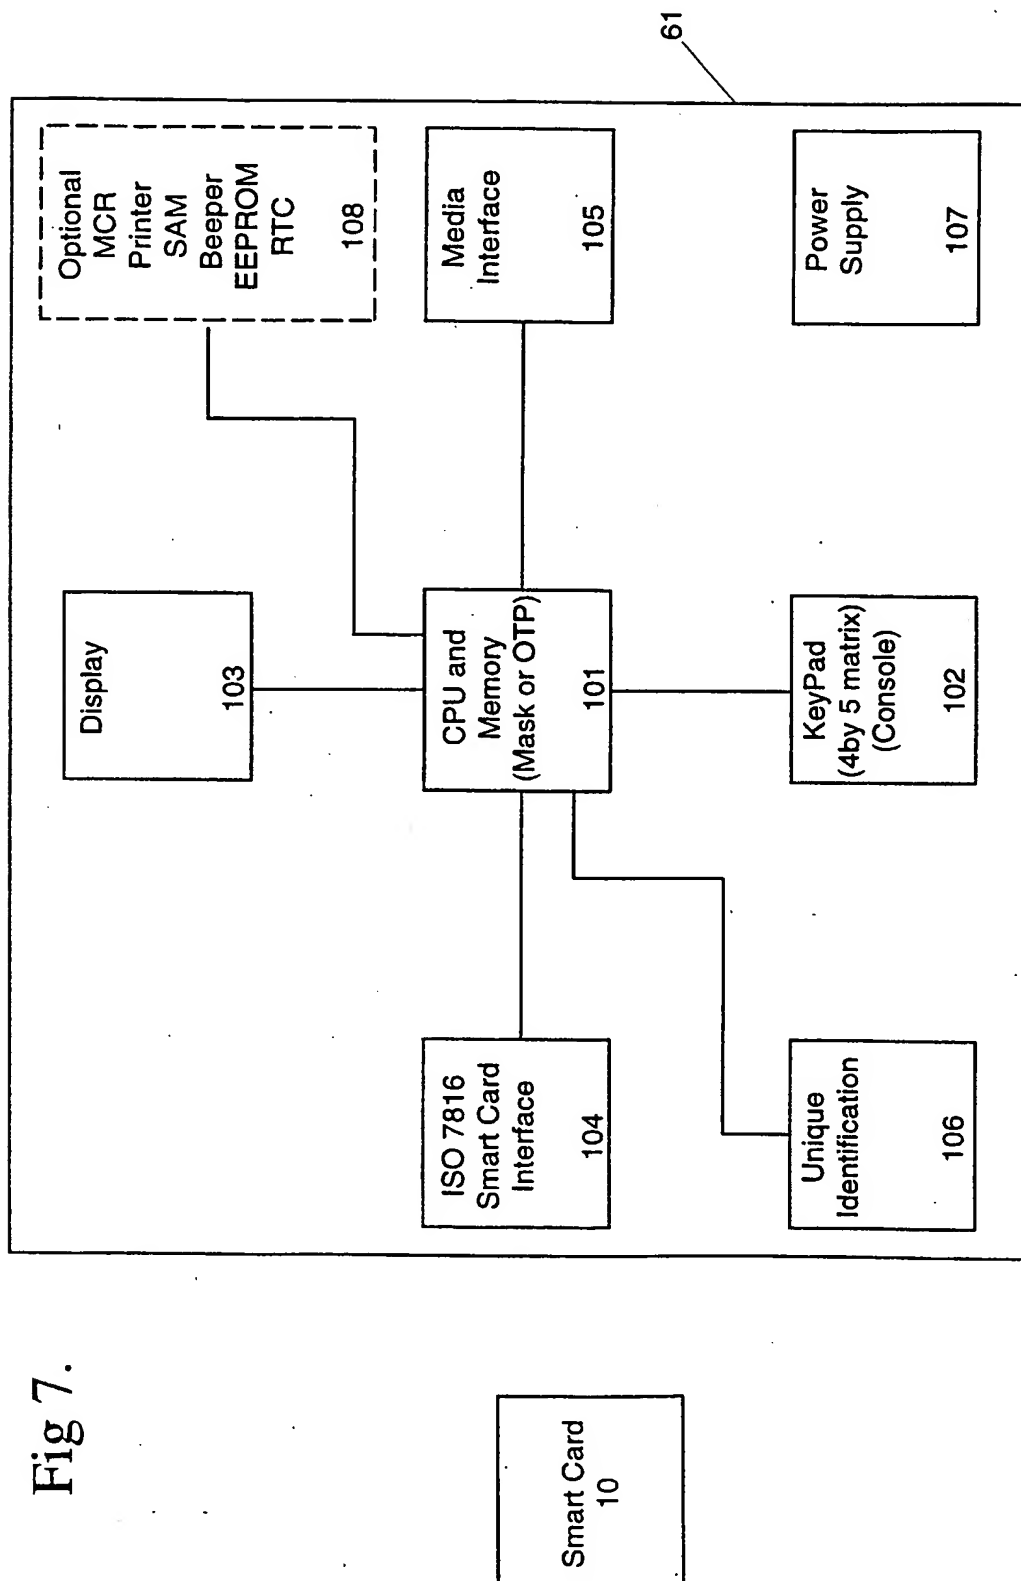 Fig 7.
Smart Card
10
Display
103
Optional
MCR
Printer
SAM
Beeper
EEPROM
RTC
108
ISO 7816
Smart Card
Interface
104
CPU and
Memory
(Mask or OTP)
101
Media
Interface
105
Unique
Identification
106
KeyPad
(4by 5 matrix)
(Console)
102
Power
Supply
107
61